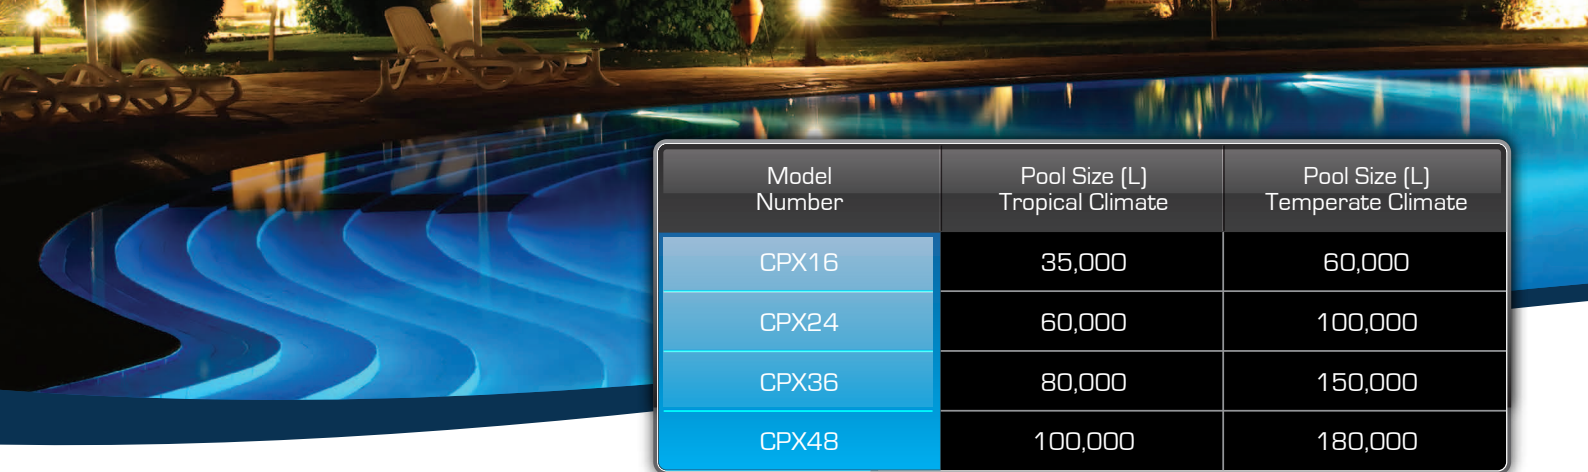 Model Number
Pool Size (L) Tropical Climate
Pool Size (L) Temperate Climate
CPX16 35,000 60,000
CPX24 60,000 100,000
CPX36 80,000 150,000
CPX48 100,000 180,000